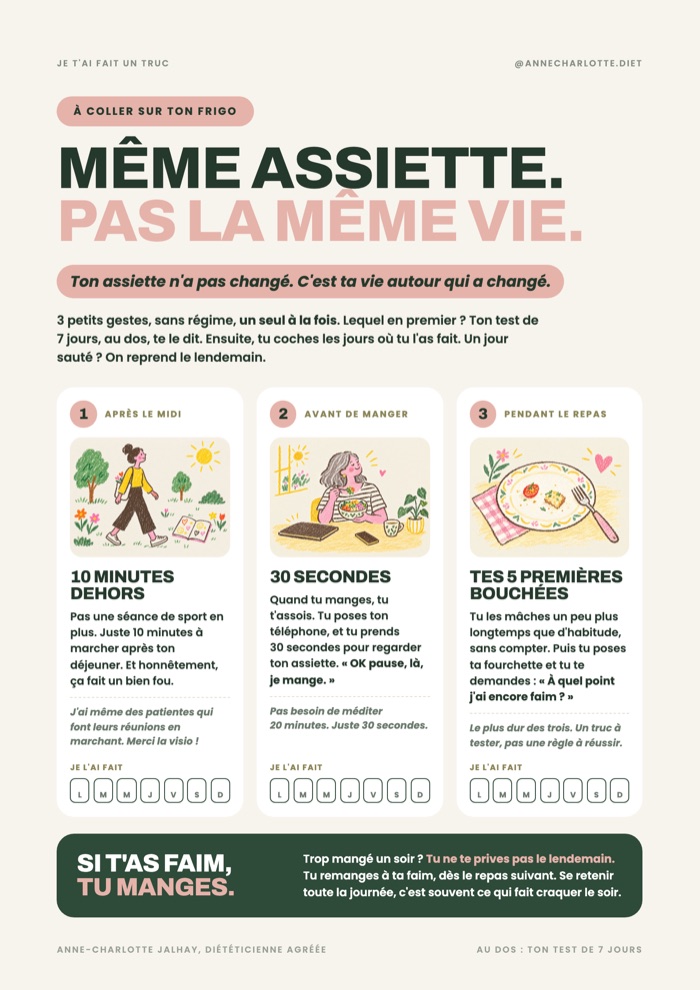 JE T'AI FAIT UN TRUC
@ANNECHARLOTTE.DIET
À COLLER SUR TON FRIGO
MÊME ASSIETTE.
PAS LA MÊME VIE.
Ton assiette n'a pas changé. C'est ta vie autour qui a changé.
3 petits gestes, sans régime, un seul à la fois. Lequel en premier ? Ton test de
7 jours, au dos, te le dit. Ensuite, tu coches les jours où tu l'as fait. Un jour
sauté ? On reprend le lendemain.
1 APRÈS LE MIDI
10 MINUTES
DEHORS
Pas une séance de sport en
plus. Juste 10 minutes à
marcher après ton
déjeuner. Et honnêtement,
ça fait un bien fou.
J'ai même des patientes qui
font leurs réunions en
marchant. Merci la visio !
JE L'AI FAIT
L M M J V S D
2 AVANT DE MANGER
30 SECONDES
Quand tu manges, tu
t'assois. Tu poses ton
téléphone, et tu prends
30 secondes pour regarder
ton assiette. « OK pause, là,
je mange. »
Pas besoin de méditer
20 minutes. Juste 30 secondes.
JE L'AI FAIT
L M M J V S D
3 PENDANT LE REPAS
TES 5 PREMIÈRES
BOUCHÉES
Tu les mâches un peu plus
longtemps que d'habitude,
sans compter. Puis tu poses
ta fourchette et tu te
demandes : « À quel point
j'ai encore faim ? »
Le plus dur des trois. Un truc à
tester, pas une règle à réussir.
JE L'AI FAIT
L M M J V S D
SI T'AS FAIM,
TU MANGES.
Trop mangé un soir ? Tu ne te prives pas le lendemain.
Tu remanges à ta faim, dès le repas suivant. Se retenir
toute la journée, c'est souvent ce qui fait craquer le soir.
ANNE-CHARLOTTE JALHAY, DIÉTÉTICIENNE AGRÉÉE
AU DOS : TON TEST DE 7 JOURS